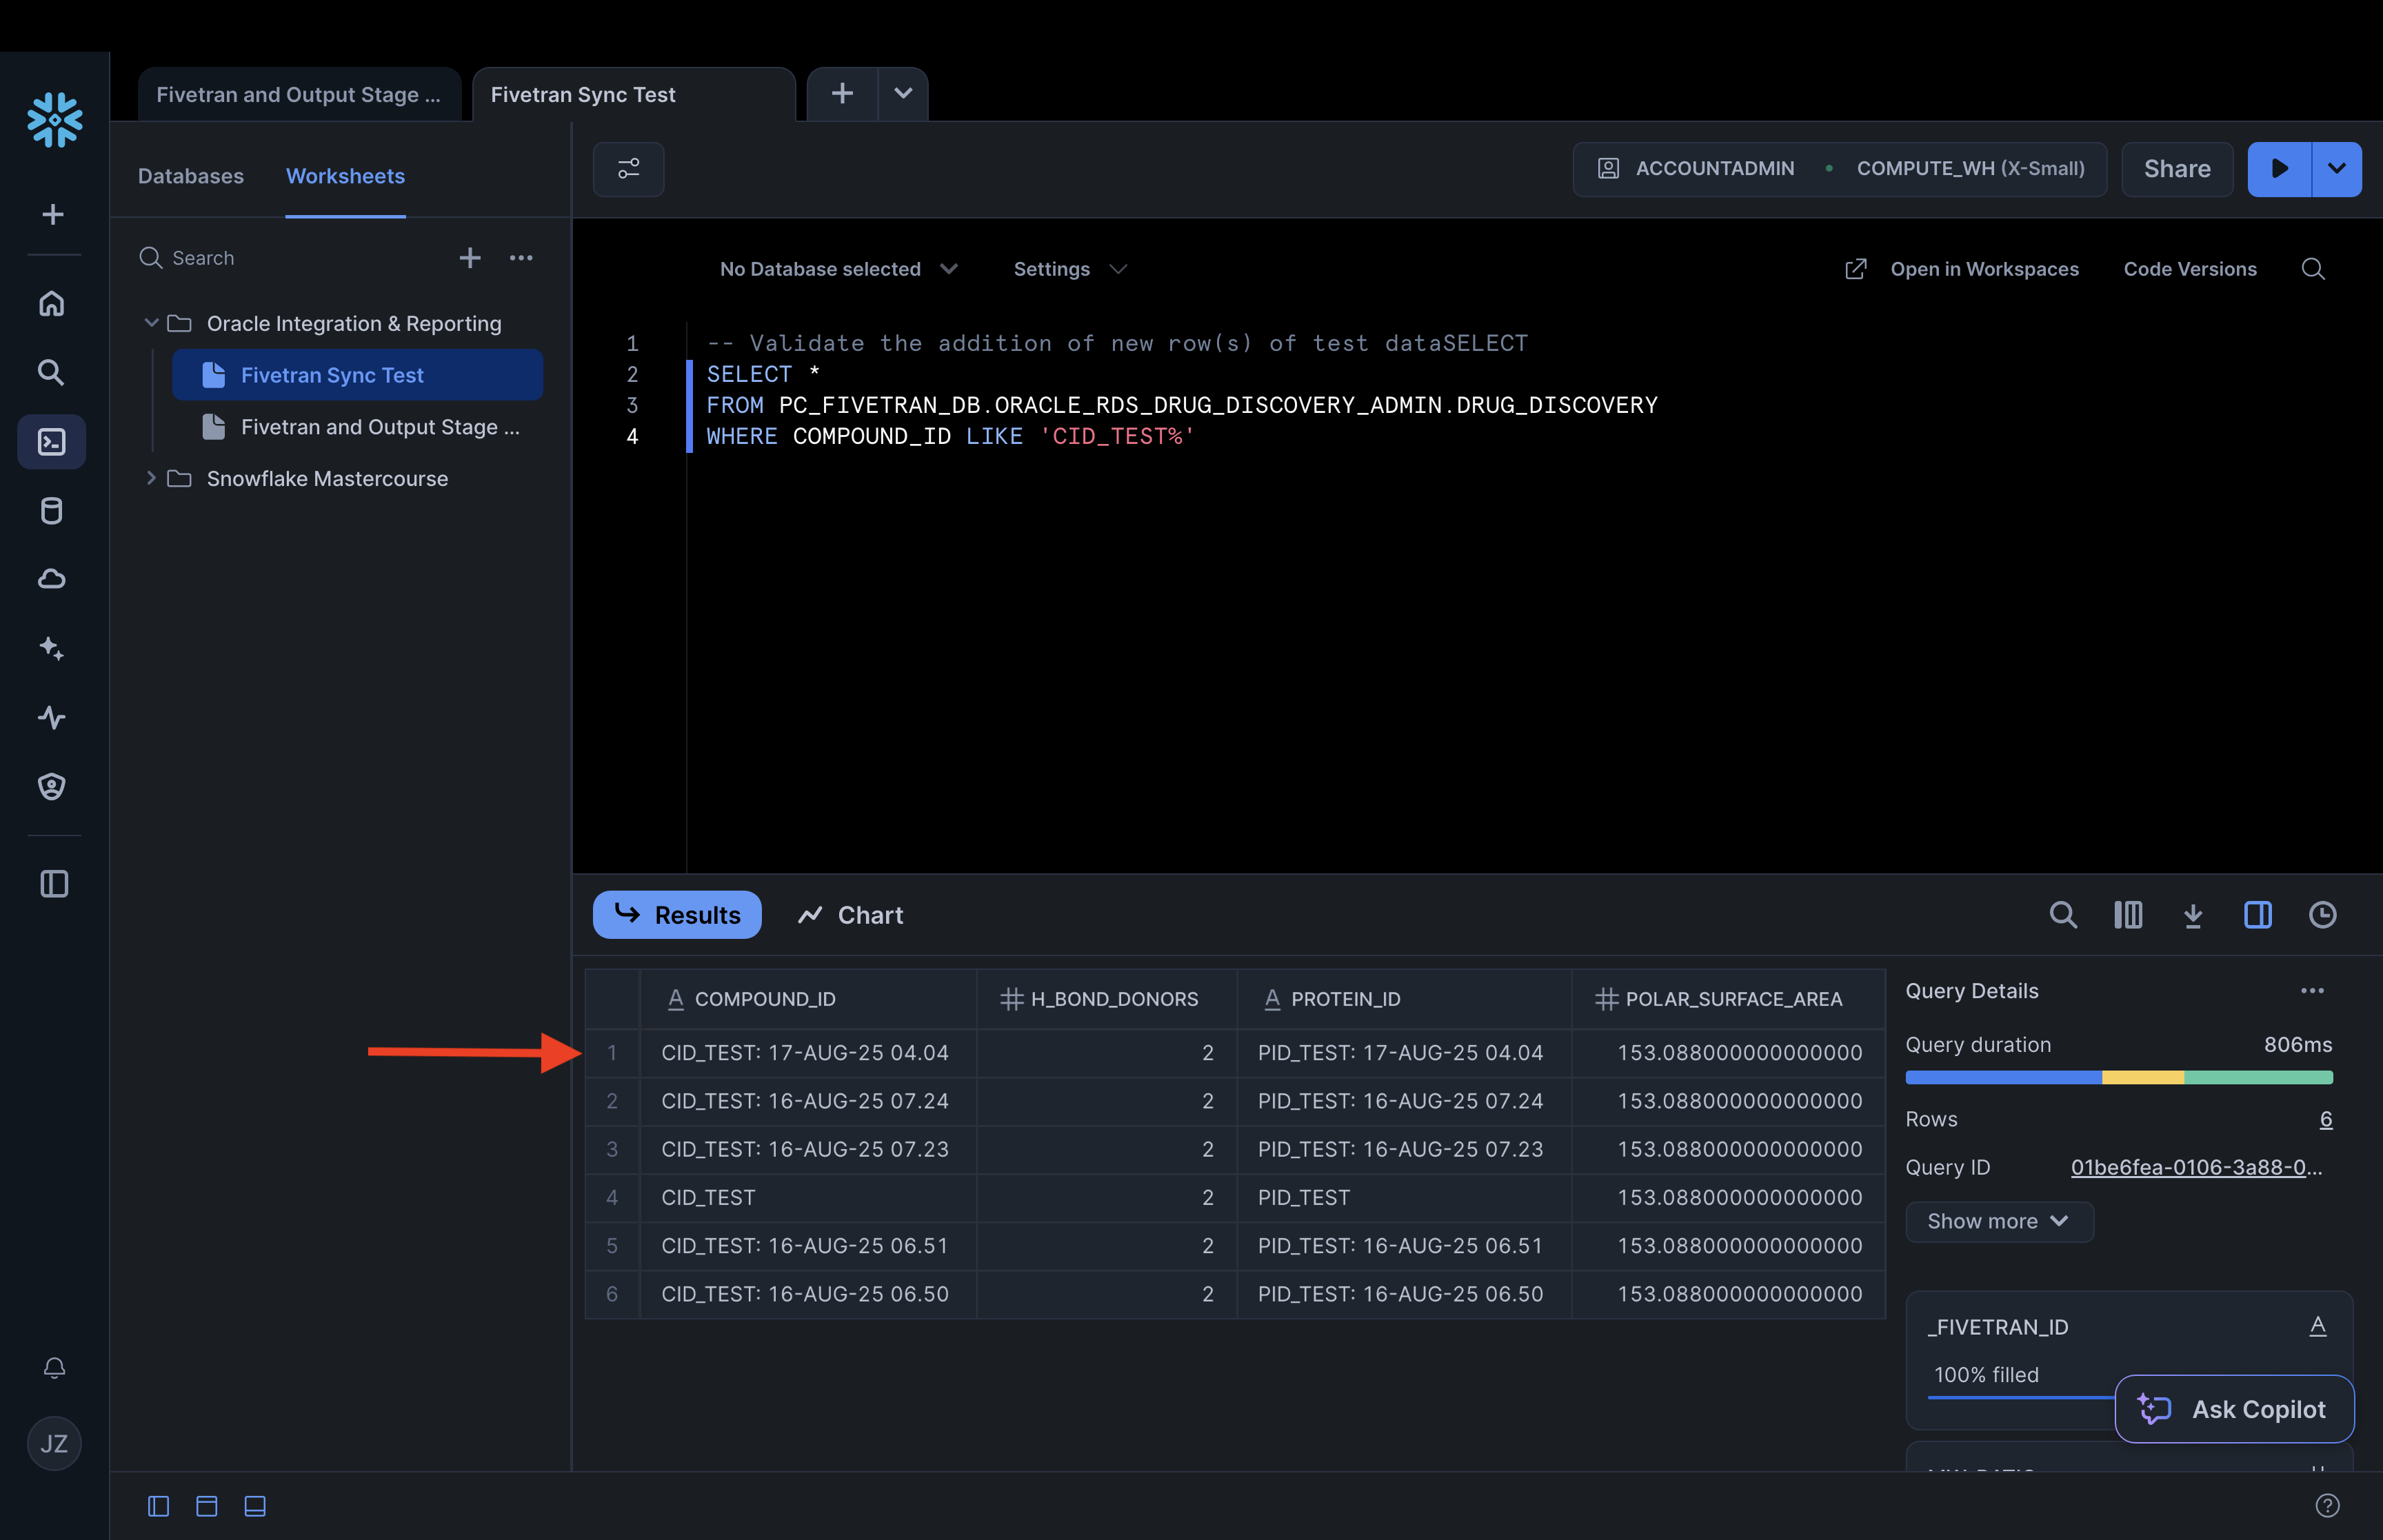 Fivetran and Output Stage ...
Fivetran Sync Test
Databases
Worksheets
ACCOUNTADMIN
COMPUTE_WH (X-Small)
Share
Search
No Database selected
Settings
Open in Workspaces
Code Versions
Oracle Integration & Reporting
Fivetran Sync Test
Fivetran and Output Stage ...
Snowflake Mastercourse
1 -- Validate the addition of new row(s) of test dataSELECT
2 SELECT *
3 FROM PC_FIVETRAN_DB.ORACLE_RDS_DRUG_DISCOVERY_ADMIN.DRUG_DISCOVERY
4 WHERE COMPOUND_ID LIKE 'CID_TEST%'
Results
Chart
COMPOUND_ID H_BOND_DONORS PROTEIN_ID POLAR_SURFACE_AREA
1 CID_TEST: 17-AUG-25 04.04 2 PID_TEST: 17-AUG-25 04.04 153.088000000000000
2 CID_TEST: 16-AUG-25 07.24 2 PID_TEST: 16-AUG-25 07.24 153.088000000000000
3 CID_TEST: 16-AUG-25 07.23 2 PID_TEST: 16-AUG-25 07.23 153.088000000000000
4 CID_TEST 2 PID_TEST 153.088000000000000
5 CID_TEST: 16-AUG-25 06.51 2 PID_TEST: 16-AUG-25 06.51 153.088000000000000
6 CID_TEST: 16-AUG-25 06.50 2 PID_TEST: 16-AUG-25 06.50 153.088000000000000
Query Details
Query duration 806ms
Rows 6
Query ID 01be6fea-0106-3a88-0...
Show more
_FIVETRAN_ID
100% filled
Ask Copilot
JZ